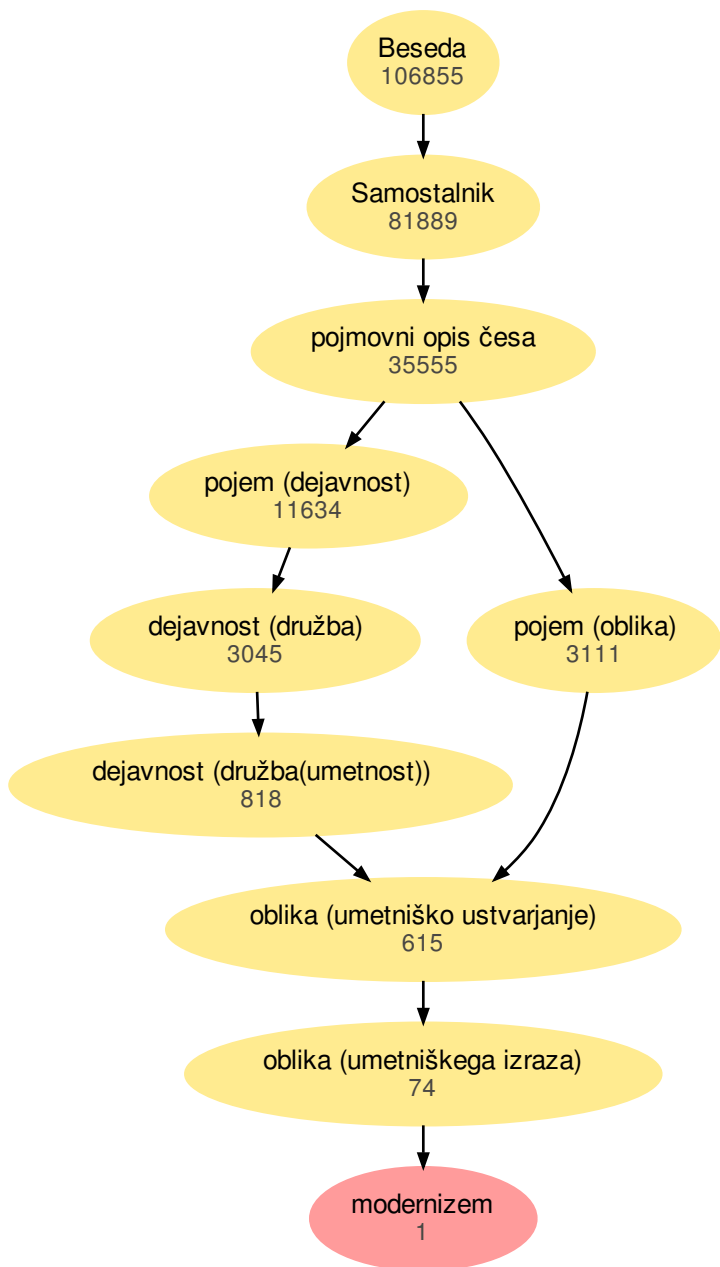 Beseda
106855
Samostalnik
81889
pojmovni opis česa
35555
pojem (dejavnost)
11634
dejavnost (družba)
3045
pojem (oblika)
3111
dejavnost (družba(umetnost))
818
oblika (umetniško ustvarjanje)
615
oblika (umetniškega izraza)
74
modernizem
1